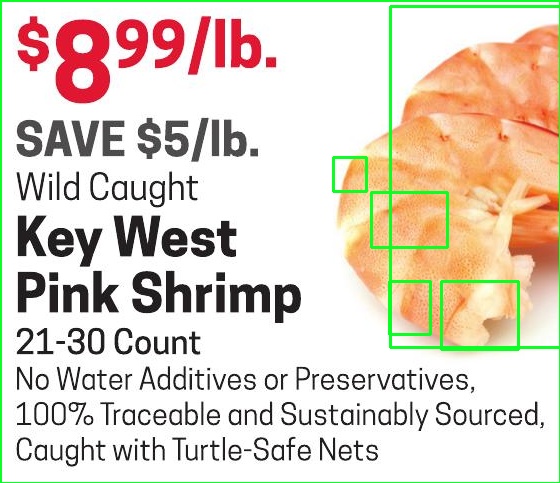 $8.99/lb.
SAVE $5/lb.
Wild Caught
Key West
Pink Shrimp
21-30 Count
No Water Additives or Preservatives,
100% Traceable and Sustainably Sourced,
Caught with Turtle-Safe Nets